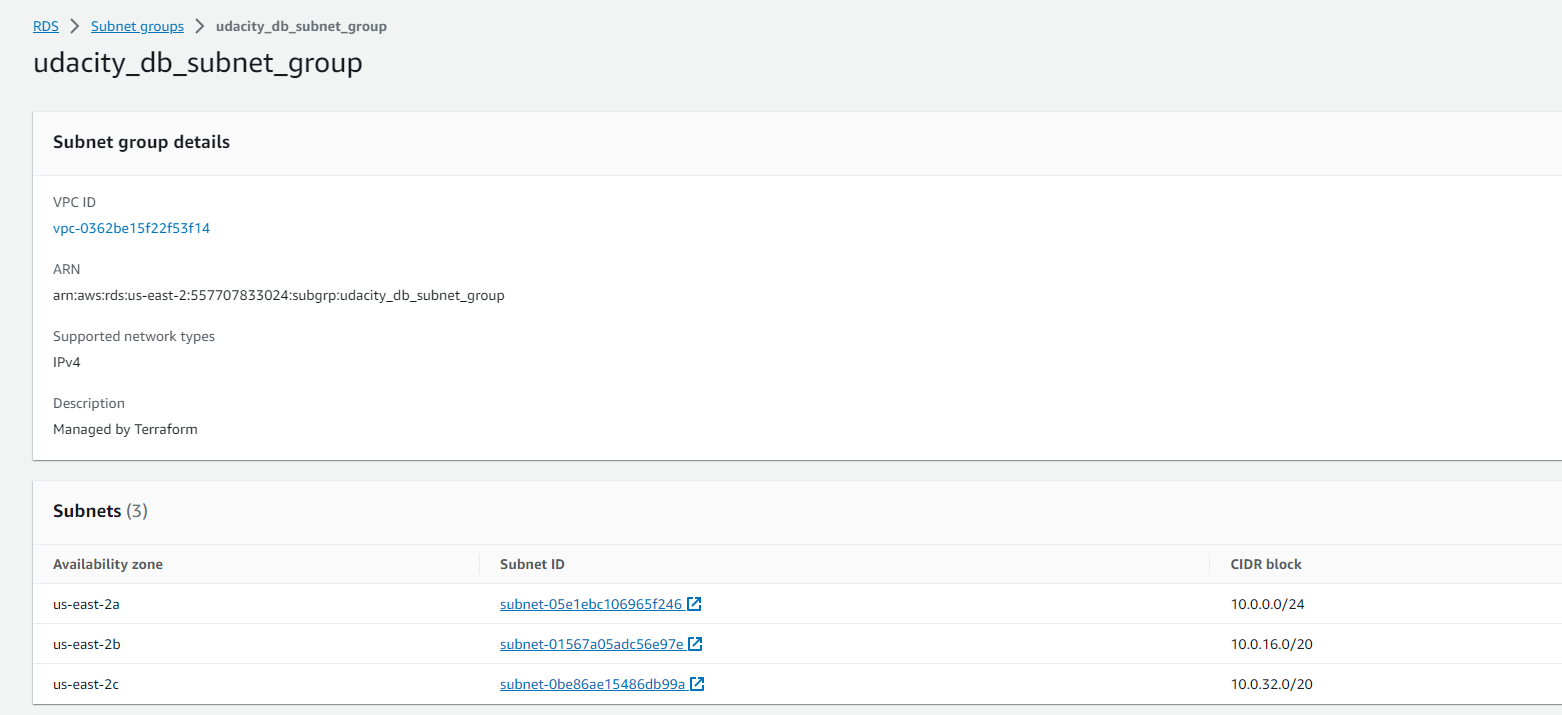 RDS > Subnet groups > udacity_db_subnet_group
udacity_db_subnet_group
Subnet group details
VPC ID
vpc-0362be15f22f53f14
ARN
arn:aws:rds:us-east-2:557707833024:subgrp:udacity_db_subnet_group
Supported network types
IPv4
Description
Managed by Terraform
Subnets (3)
Availability zone Subnet ID CIDR block
us-east-2a subnet-05e1ebc106965f246 10.0.0.0/24
us-east-2b subnet-01567a05adc56e97e 10.0.16.0/20
us-east-2c subnet-0be86ae15486db99a 10.0.32.0/20